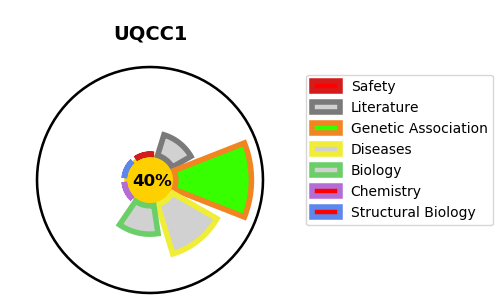 UQCC1
40%
Safety
Literature
Genetic Association
Diseases
Biology
Chemistry
Structural Biology